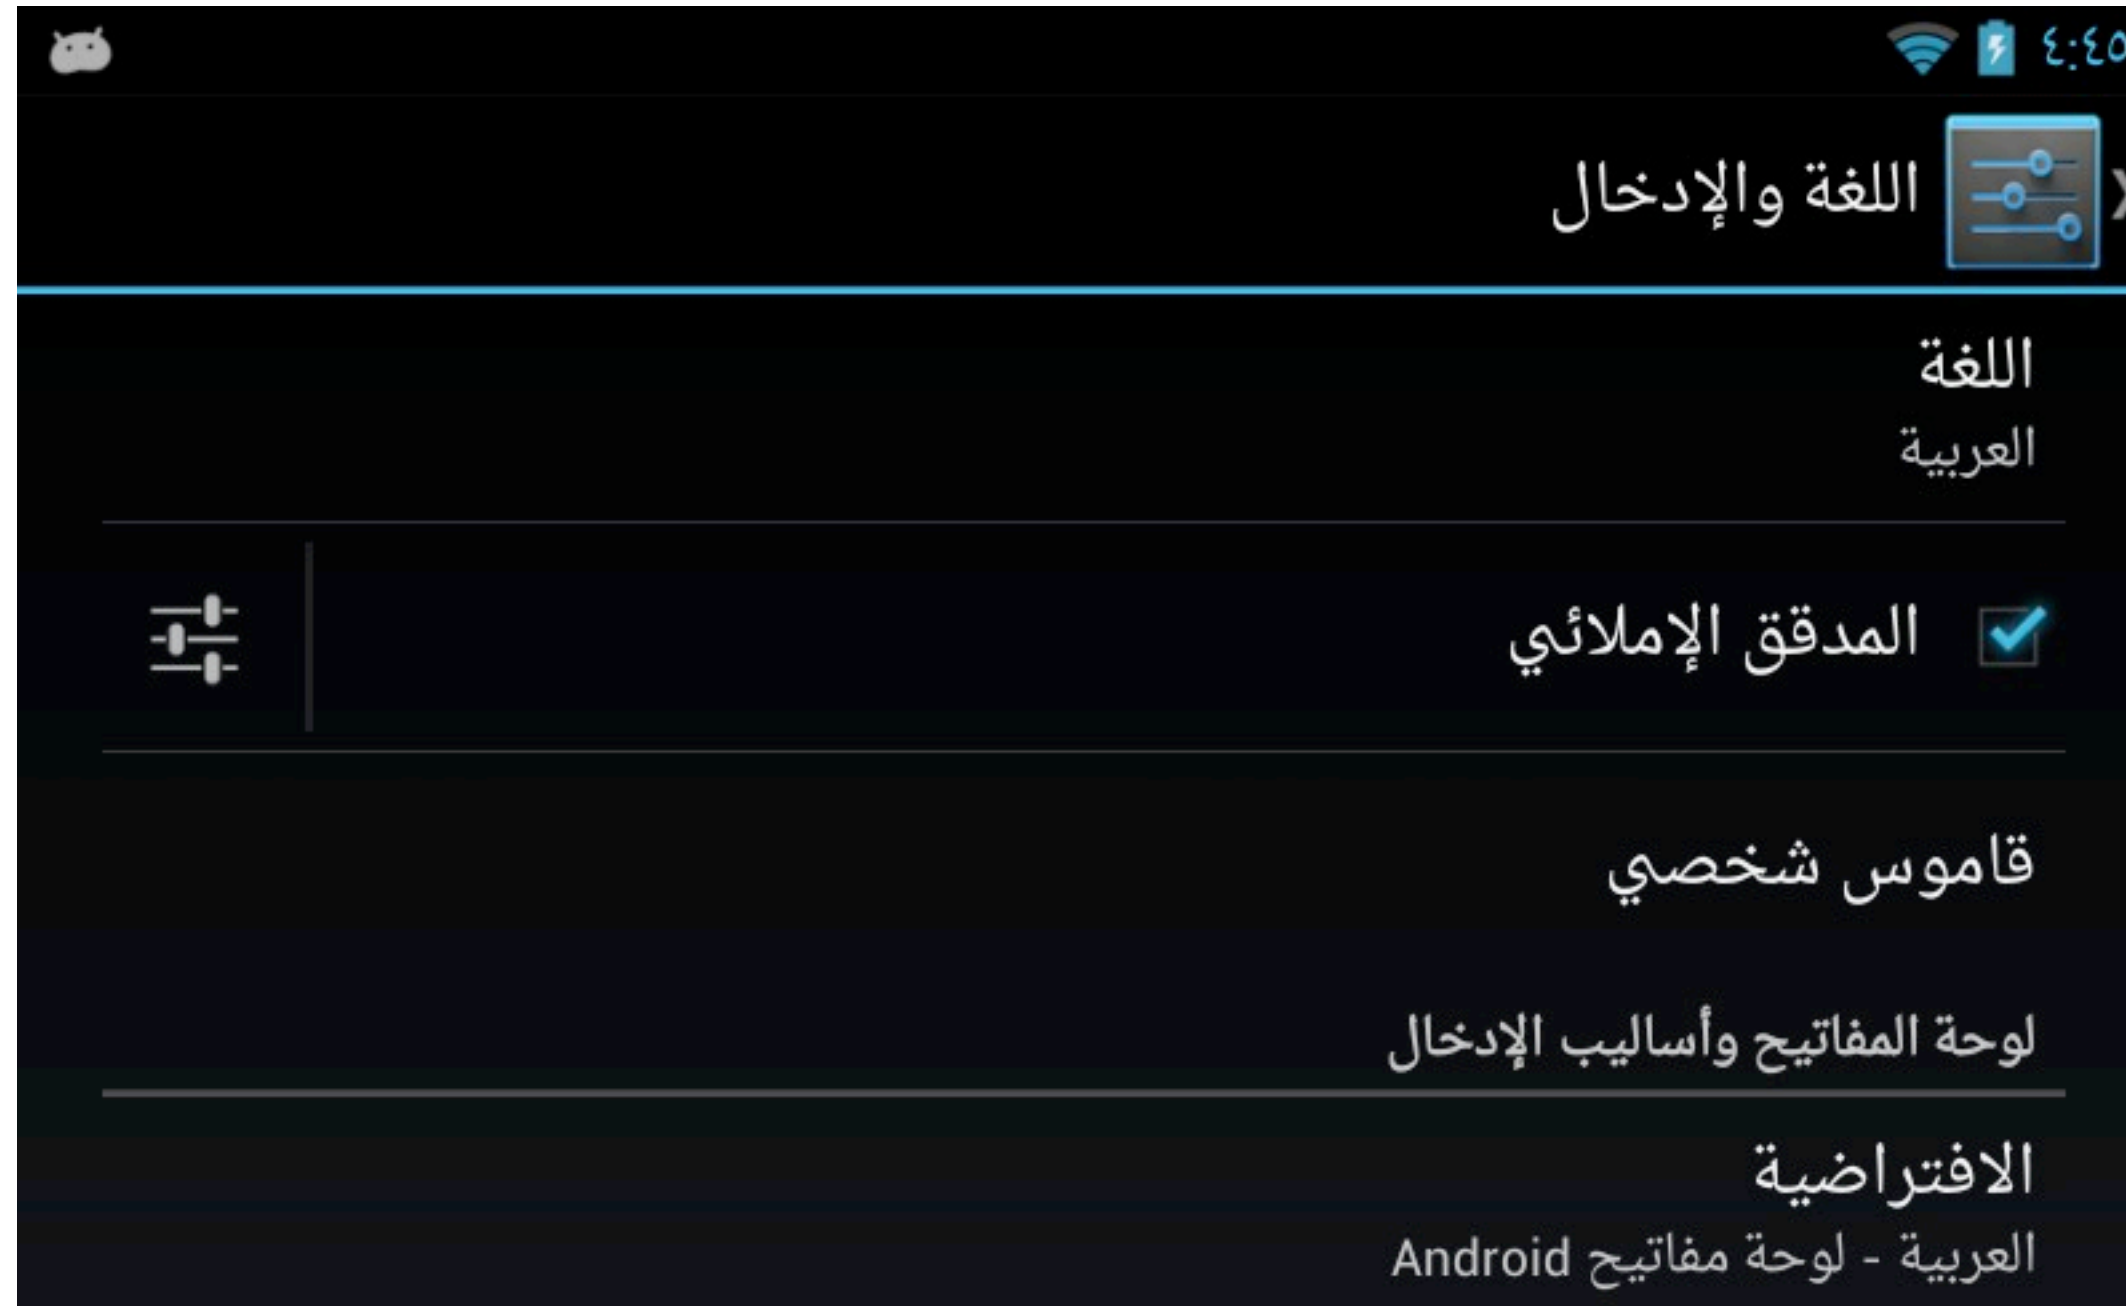 ٤:٤٥
اللغة والإدخال
اللغة
العربية
المدقق الإملائي
قاموس شخصي
لوحة المفاتيح وأساليب الإدخال
الافتراضية
العربية - لوحة مفاتيح Android